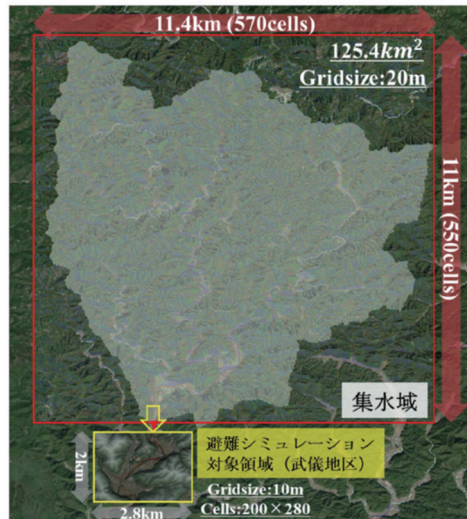 11.4km (570cells)
125.4km²
Gridsize:20m
11km (550cells)
集水域
避難シミュレーション
対象領域（武儀地区）
2km
2.8km
Gridsize:10m
Cells:200×280